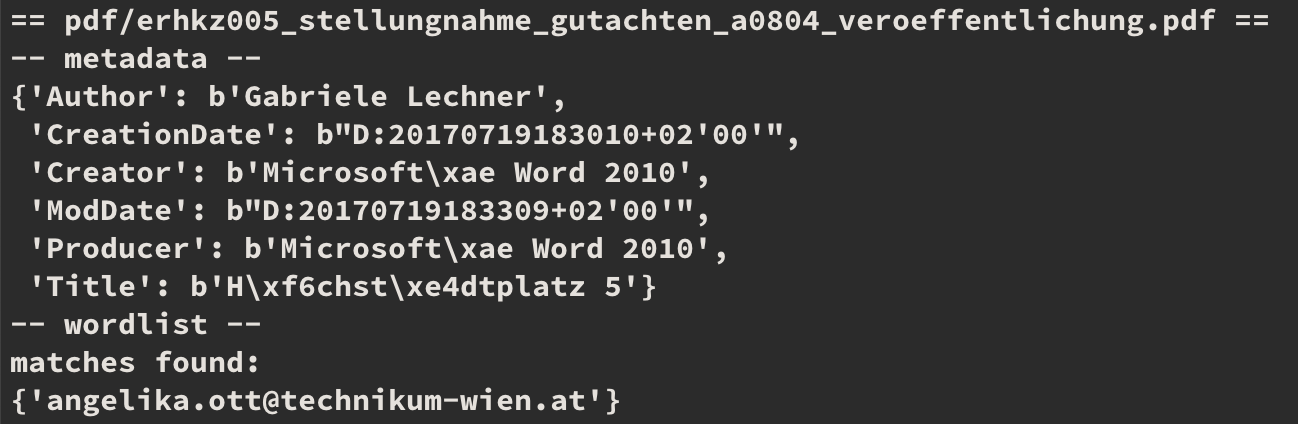 == pdf/erhkz005_stellungnahme_gutachten_a0804_veroeffentlichung.pdf ==
-- metadata --
{'Author': b'Gabriele Lechner',
 'CreationDate': b"D:20170719183010+02'00'",
 'Creator': b'Microsoft\xae Word 2010',
 'ModDate': b"D:20170719183309+02'00'",
 'Producer': b'Microsoft\xae Word 2010',
 'Title': b'H\xf6chst\xe4dtplatz 5'}
-- wordlist --
matches found:
{'angelika.ott@technikum-wien.at'}